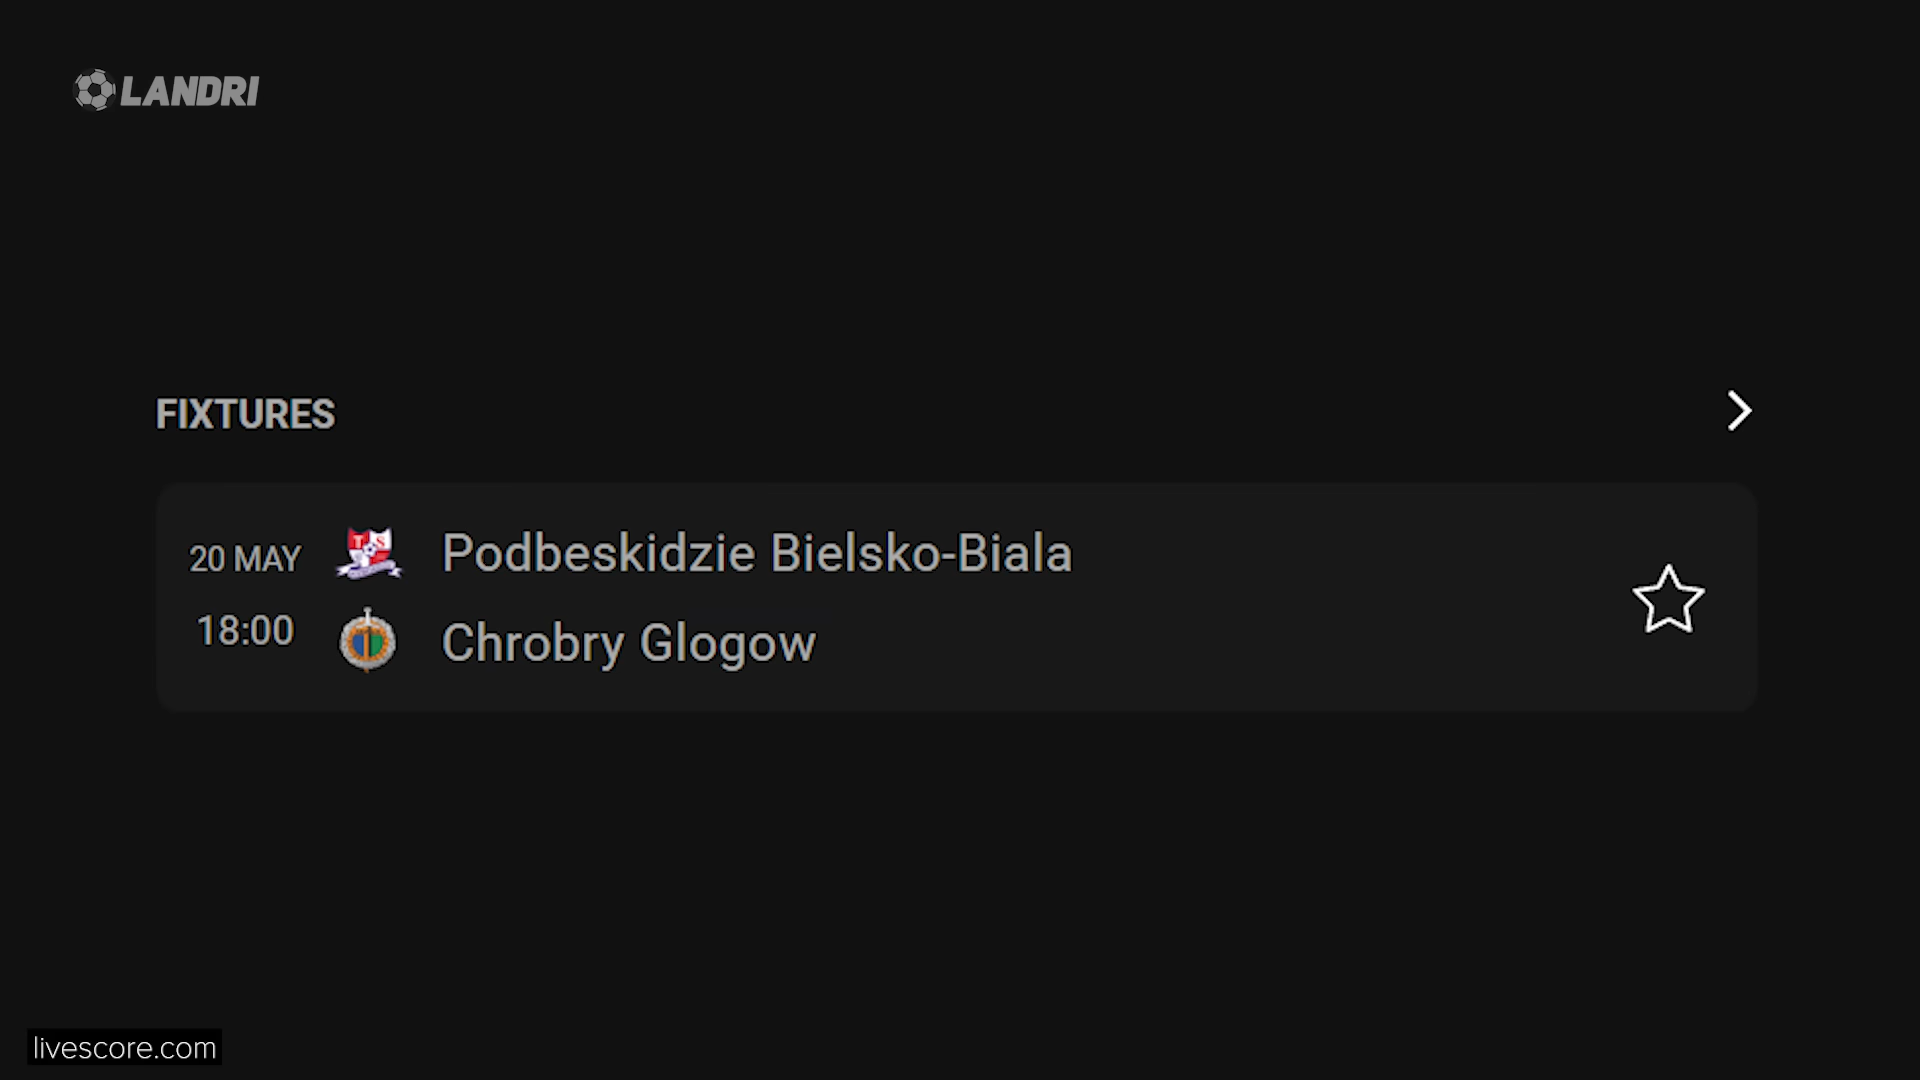 LANDRI
FIXTURES
20 MAY
Podbeskidzie Bielsko-Biala
18:00
Chrobry Glogow
livescore.com